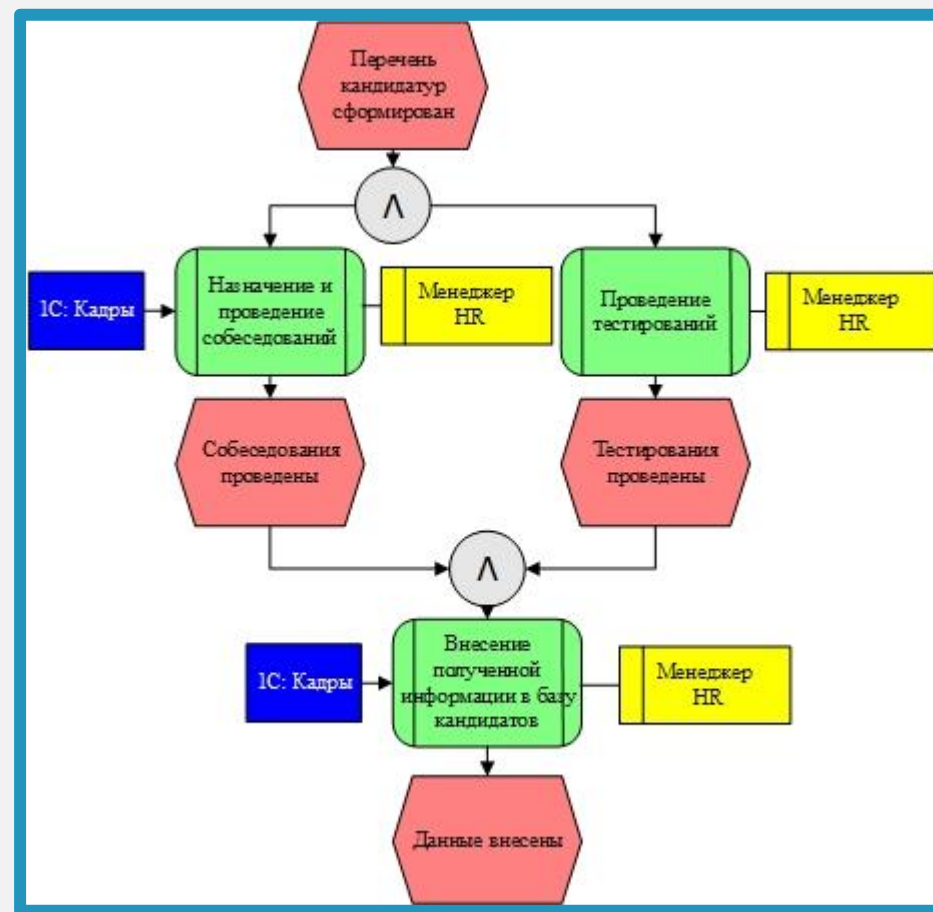 Перечень
кандидатур
сформирован
Λ
1С: Кадры
Назначение и
проведение
собеседований
Менеджер
HR
Проведение
тестирований
Менеджер
HR
Собеседования
проведены
Тестирования
проведены
Λ
1С: Кадры
Внесение
полученной
информации в базу
кандидатов
Менеджер
HR
Данные внесены